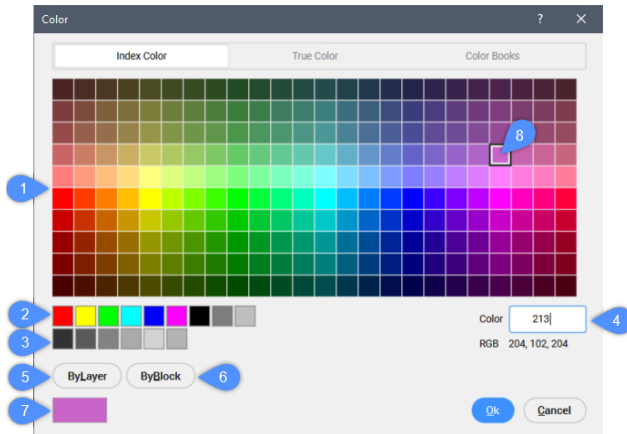 Color ?
Index Color True Color Color Books
8
1
2
Color 213 4
3
RGB 204, 102, 204
5 ByLayer ByBlock 6
7 Ok Cancel